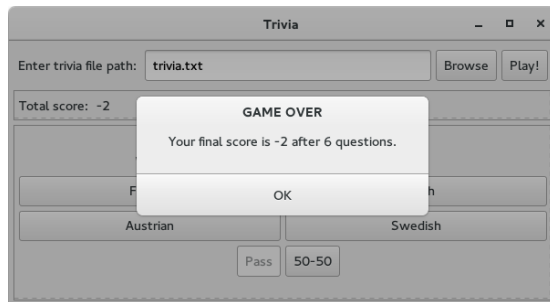 Trivia
Enter trivia file path: trivia.txt Browse Play!
Total score: -2
GAME OVER
Your final score is -2 after 6 questions.
OK
Austrian Swedish
Pass 50-50